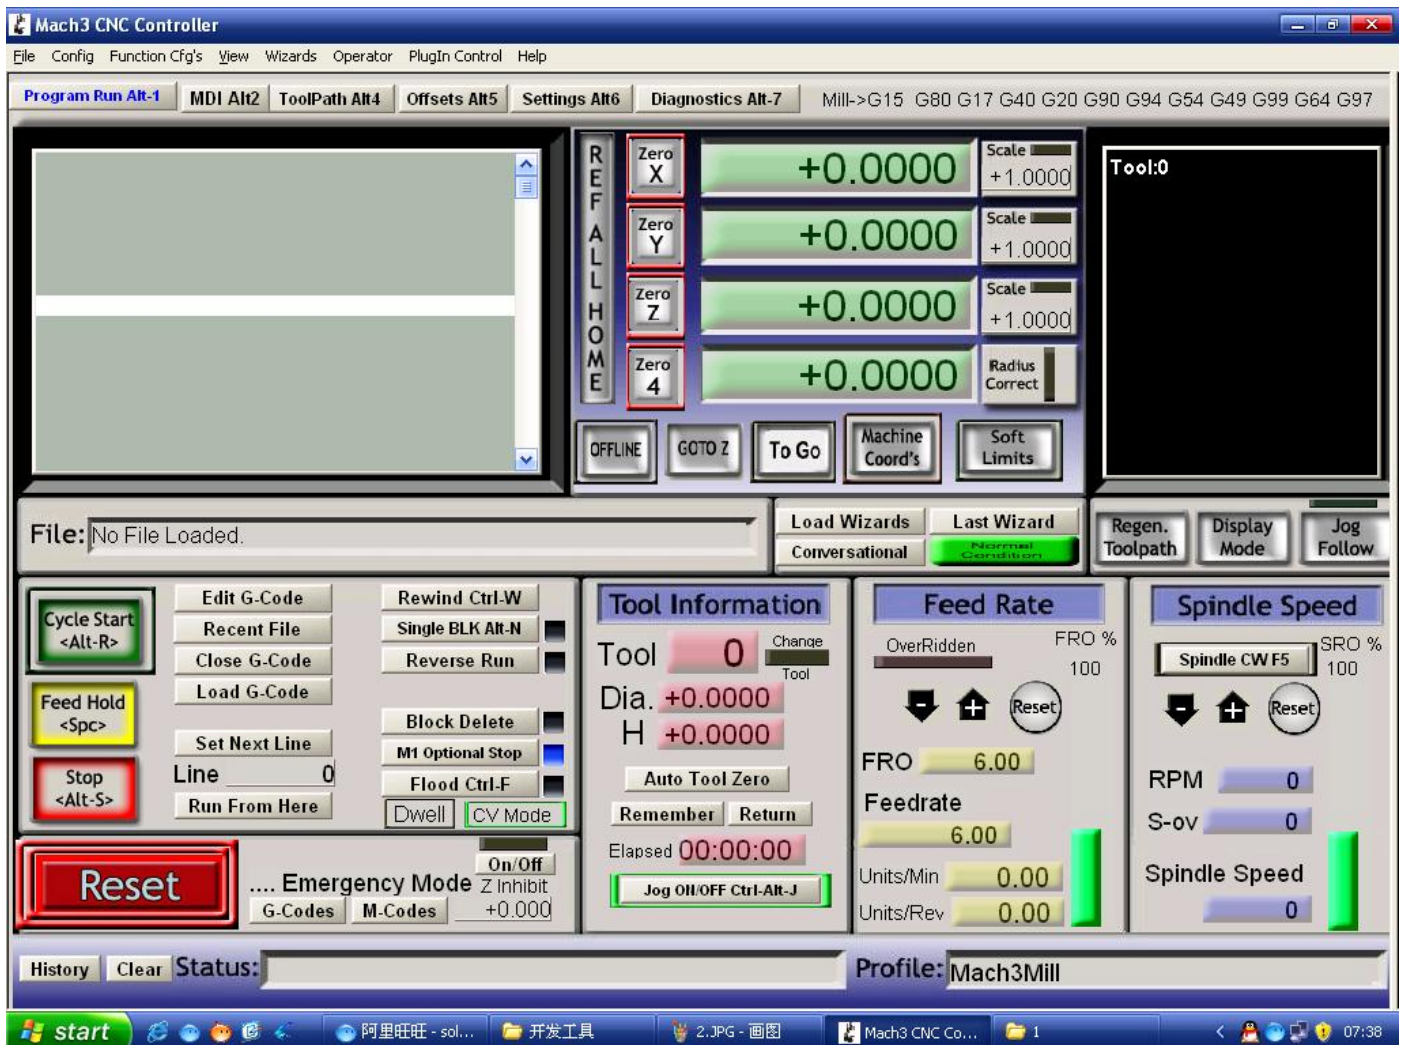 Mach3 CNC Controller
File Config Function Cfg's View Wizards Operator PlugIn Control Help
Program Run Alt-1 MDI Alt2 ToolPath Alt4 Offsets Alt5 Settings Alt6 Diagnostics Alt-7 Mill->G15 G80 G17 G40 G20 G90 G94 G54 G49 G99 G64 G97
REF ALL HOME
Zero X +0.0000 Scale +1.0000
Zero Y +0.0000 Scale +1.0000
Zero Z +0.0000 Scale +1.0000
Zero 4 +0.0000 Radius Correct
OFFLINE GOTO Z To Go Machine Coord's Soft Limits
Tool:0
File: No File Loaded.
Load Wizards Last Wizard
Conversational Normal Condition
Regen. Toolpath Display Mode Jog Follow
Cycle Start <Alt-R>
Feed Hold <Spc>
Stop <Alt-S>
Edit G-Code
Recent File
Close G-Code
Load G-Code
Set Next Line
Line 0
Run From Here
Rewind Ctrl-W
Single BLK Alt-N
Reverse Run
Block Delete
M1 Optional Stop
Flood Ctrl-F
Dwell CV Mode
Reset
.... Emergency Mode
G-Codes M-Codes
On/Off
Z Inhibit
+0.000
Tool Information
Tool 0 Change Tool
Dia. +0.0000
H +0.0000
Auto Tool Zero
Remember Return
Elapsed 00:00:00
Jog ON/OFF Ctrl-Alt-J
Feed Rate
OverRidden FRO % 100
Reset
FRO 6.00
Feedrate
6.00
Units/Min 0.00
Units/Rev 0.00
Spindle Speed
Spindle CW F5 SRO % 100
Reset
RPM 0
S-ov 0
Spindle Speed
0
History Clear Status: Profile: Mach3Mill
start 阿里旺旺 - sol... 开发工具 2.JPG - 画图 Mach3 CNC Co... 1 07:38